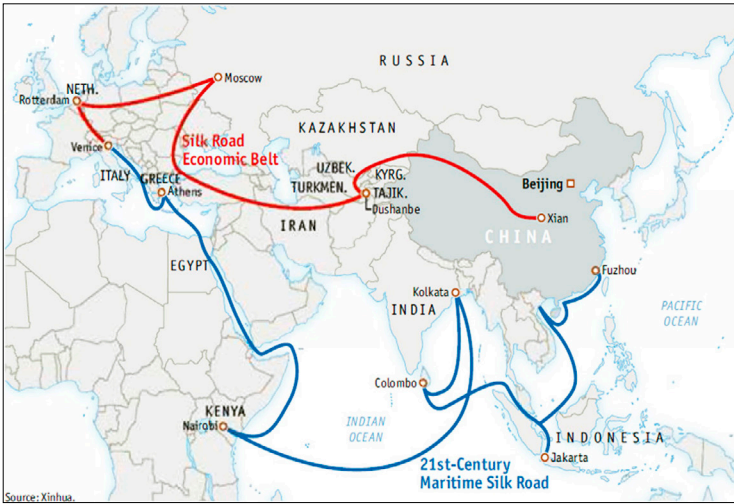 RUSSIA
Moscow
NETH.
Rotterdam
KAZAKHSTAN
Silk Road
Economic Belt
Venice
UZBEK.
KYRG.
ITALY
GREECE
Athens
TURKMEN.
TAJIK.
Dushanbe
Beijing
Xian
IRAN
CHINA
EGYPT
Fuzhou
Kolkata
INDIA
PACIFIC
OCEAN
Colombo
KENYA
Nairobi
INDIAN
OCEAN
INDONESIA
Jakarta
21st-Century
Maritime Silk Road
Source: Xinhua.